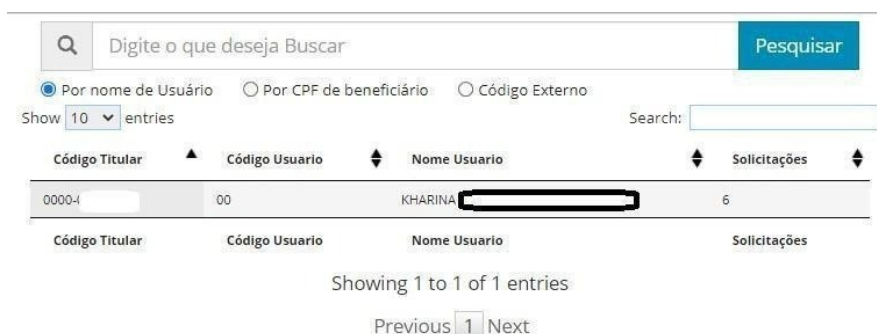 Digite o que deseja Buscar Pesquisar
Por nome de Usuário Por CPF de beneficiário Código Externo
Show 10 entries Search:
Código Titular Código Usuario Nome Usuario Solicitações
0000- 00 KHARINA 6
Código Titular Código Usuario Nome Usuario Solicitações
Showing 1 to 1 of 1 entries
Previous 1 Next